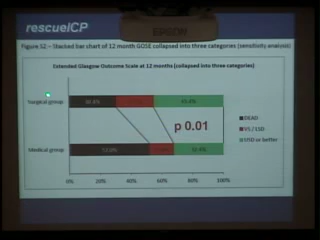 rescueICP
EPSON
Figure S2.– Stacked bar chart of 12 month GOSE collapsed into three categories (sensitivity analysis)
Extended Glasgow Outcome Scale at 12 months (collapsed into three categories)
Surgical group
p 0.01
DEAD
VS / LSD
USD or better
Medical group
0% 20% 40% 60% 80% 100%